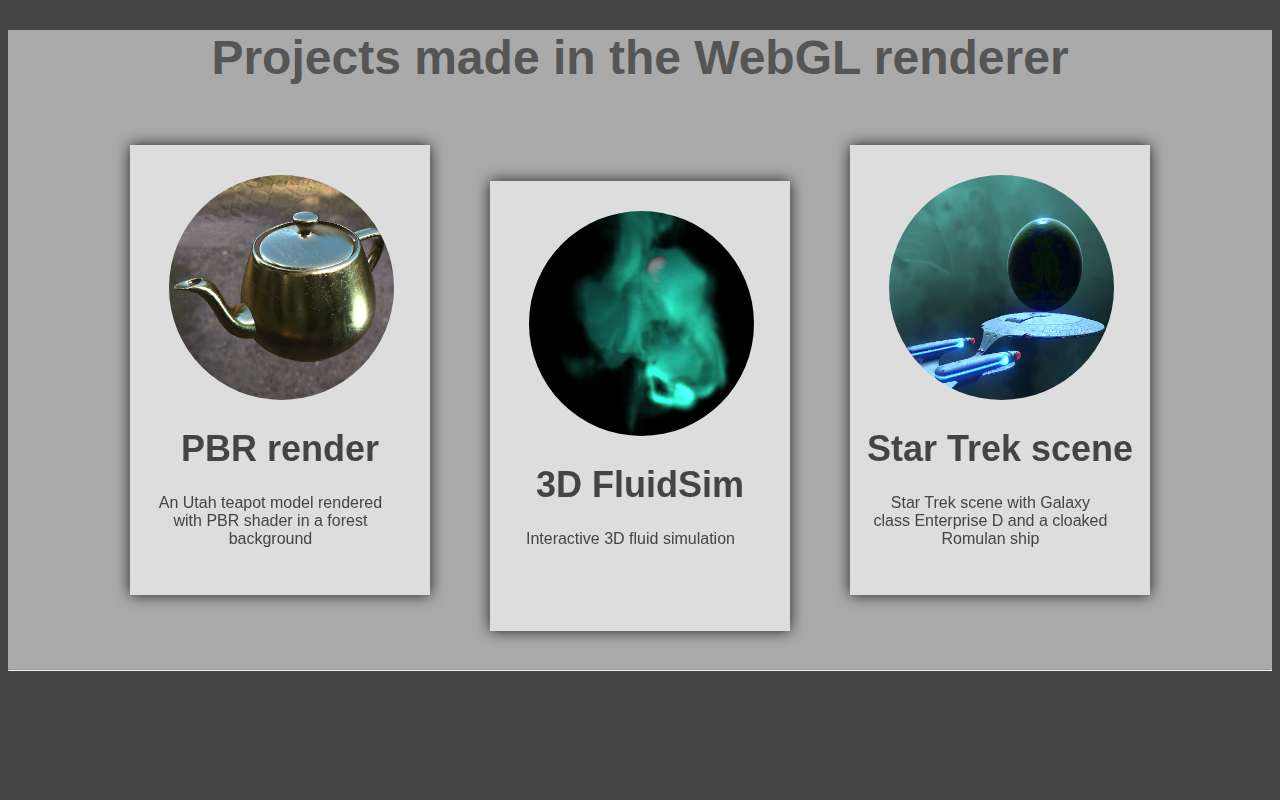 Projects made in the WebGL renderer
PBR render
An Utah teapot model rendered
with PBR shader in a forest
background
3D FluidSim
Interactive 3D fluid simulation
Star Trek scene
Star Trek scene with Galaxy
class Enterprise D and a cloaked
Romulan ship